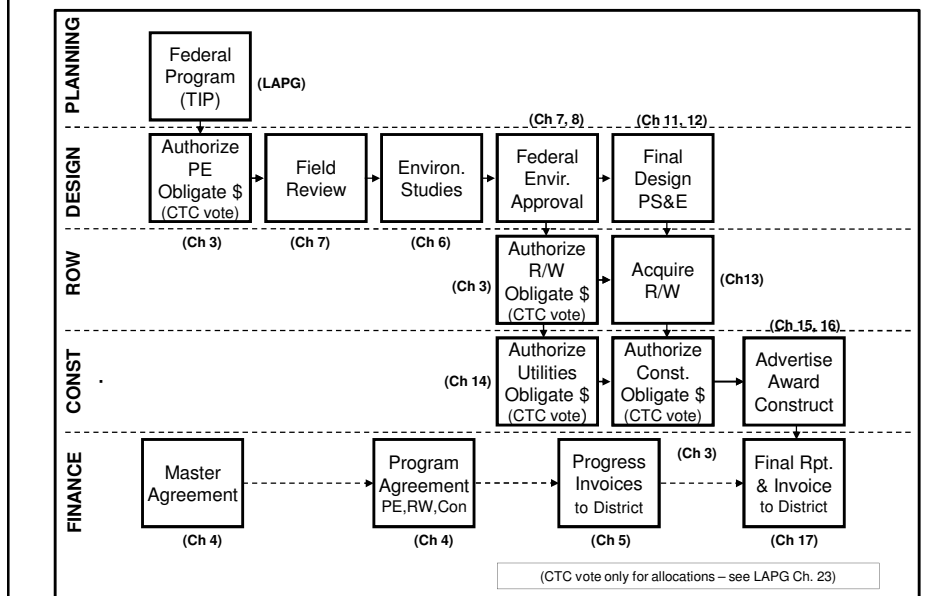 PLANNING
Federal
Program
(TIP)
(LAPG)
DESIGN
Authorize
PE
Obligate $
(CTC vote)
(Ch 3)
Field
Review
(Ch 7)
Environ.
Studies
(Ch 6)
(Ch 7, 8)
Federal
Envir.
Approval
(Ch 11, 12)
Final
Design
PS&E
ROW
(Ch 3)
Authorize
R/W
Obligate $
(CTC vote)
Acquire
R/W
(Ch13)
CONST
.
(Ch 14)
Authorize
Utilities
Obligate $
(CTC vote)
Authorize
Const.
Obligate $
(CTC vote)
(Ch 15, 16)
Advertise
Award
Construct
FINANCE
Master
Agreement
(Ch 4)
Program
Agreement
PE,RW,Con
(Ch 4)
Progress
Invoices
to District
(Ch 5)
(Ch 3)
Final Rpt.
& Invoice
to District
(Ch 17)
(CTC vote only for allocations – see LAPG Ch. 23)